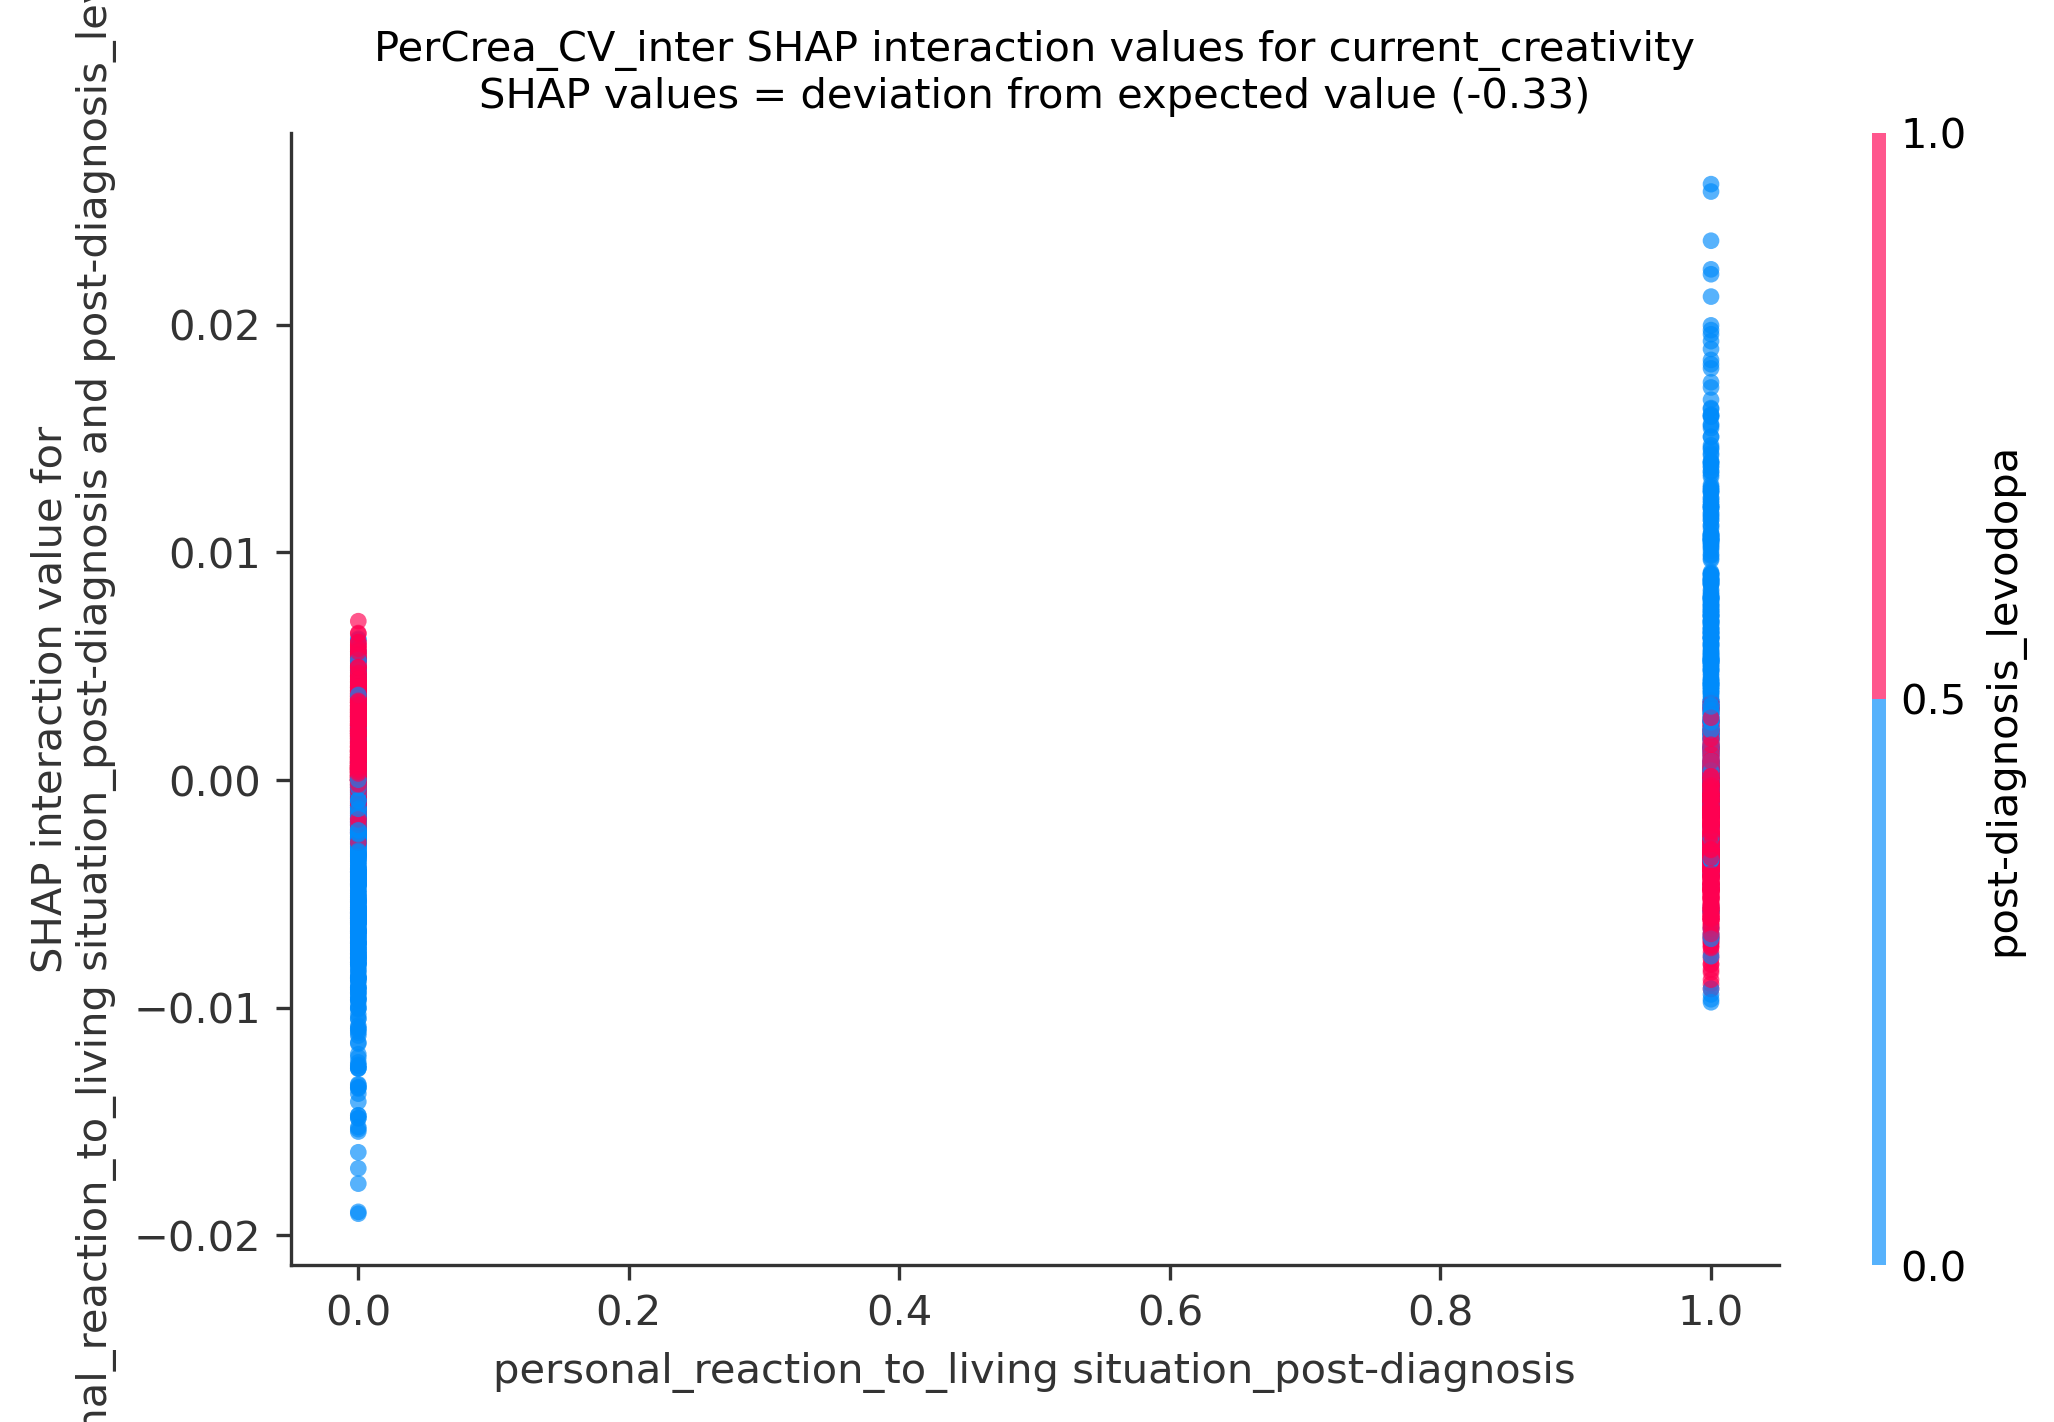 PerCrea_CV_inter SHAP interaction values for current_creativity
SHAP values = deviation from expected value (-0.33)
SHAP interaction value for
nal_reaction_to_living situation_post-diagnosis and post-diagnosis_lev
0.02
0.01
0.00
−0.01
−0.02
0.0
0.2
0.4
0.6
0.8
1.0
personal_reaction_to_living situation_post-diagnosis
1.0
0.5
0.0
post-diagnosis_levodopa